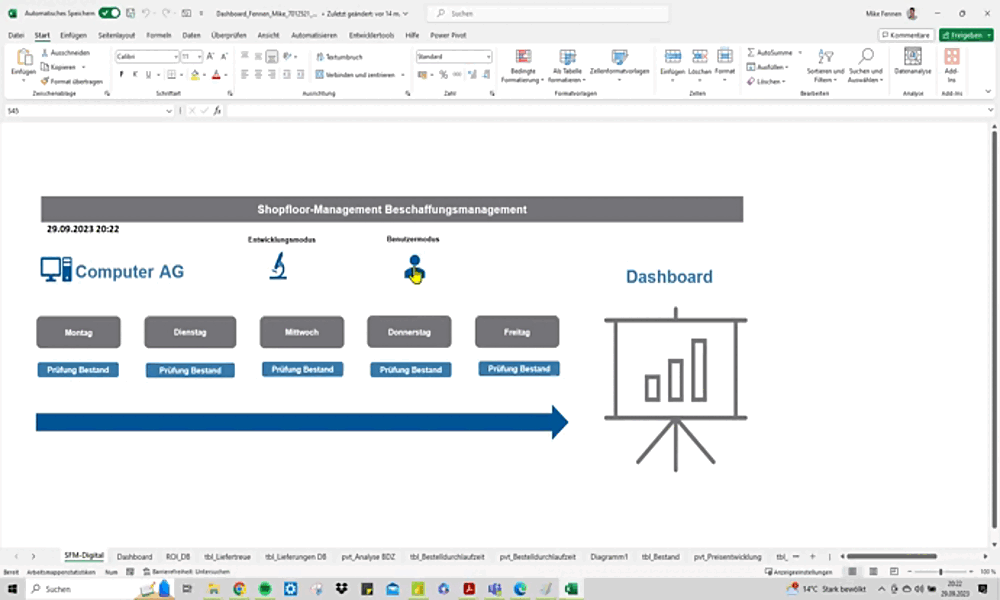 Automatisches Speichern
Dashboard_Fennen_Mike_7012521_... • Zuletzt geändert: vor 14 m...
Suchen
Mike Fennen
Datei Start Einfügen Seitenlayout Formeln Daten Überprüfen Ansicht Automatisieren Entwicklertools Hilfe Power Pivot
Kommentare Freigeben
Einfügen
Ausschneiden
Kopieren
Format übertragen
Calibri 11
F K U
Textumbruch
Verbinden und zentrieren
Standard
Bedingte Formatierung
Als Tabelle formatieren
Zellenformatvorlagen
Einfügen Löschen Format
AutoSumme
Ausfüllen
Löschen
Sortieren und Filtern
Suchen und Auswählen
Datenanalyse
Add-Ins
Zwischenablage Schriftart Ausrichtung Zahl Formatvorlagen Zellen Bearbeiten Analyse Add-Ins
S45
fx
Shopfloor-Management Beschaffungsmanagement
29.09.2023 20:22
Entwicklungsmodus Benutzermodus
Computer AG
Dashboard
Montag Dienstag Mittwoch Donnerstag Freitag
Prüfung Bestand Prüfung Bestand Prüfung Bestand Prüfung Bestand Prüfung Bestand
SFM-Digital Dashboard ROI_DB tbl_Liefertreue tbl_Lieferungen DB pvt_Analyse BDZ tbl_Bestelldurchlaufzeit pvt_Bestelldurchlaufzeit Diagramm1 tbl_Bestand pvt_Preisentwicklung tbl_ ...
Bereit Arbeitsmappenstatistiken Num Barrierefreiheit: Untersuchen
Anzeigeeinstellungen
100 %
Suchen
14°C Stark bewölkt
20:22
29.09.2023